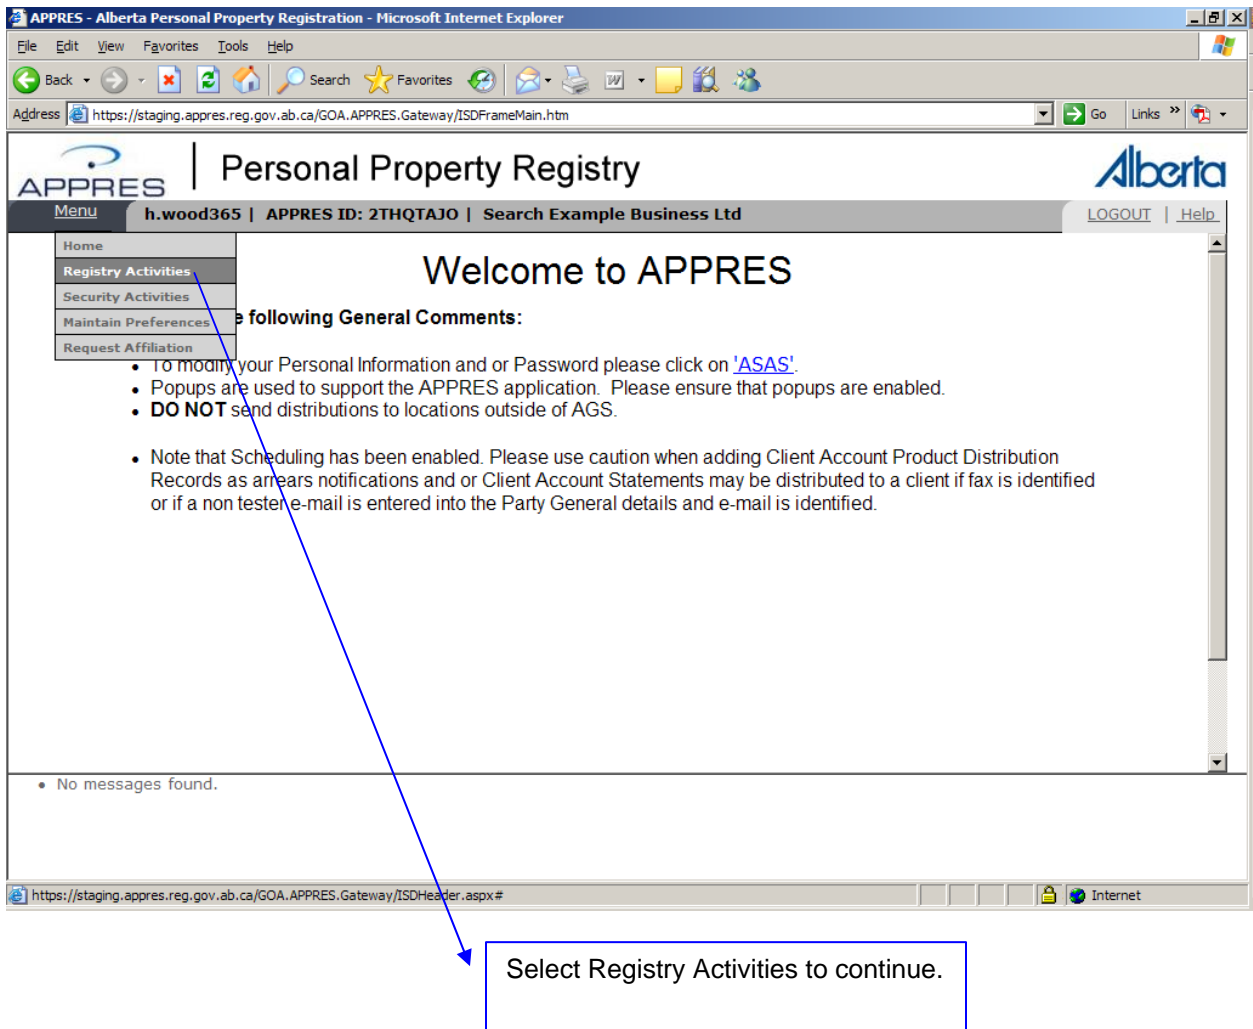 APPRES - Alberta Personal Property Registration - Microsoft Internet Explorer
File Edit View Favorites Tools Help
Back Search Favorites
Address https://staging.appres.reg.gov.ab.ca/GOA.APPRES.Gateway/ISDFrameMain.htm Go Links »
APPRES Personal Property Registry Alberta
Menu h.wood365 | APPRES ID: 2THQTAJO | Search Example Business Ltd LOGOUT | Help
Home
Registry Activities
Welcome to APPRES
Security Activities
Maintain Preferences
e following General Comments:
Request Affiliation
• To modify your Personal Information and or Password please click on 'ASAS'.
• Popups are used to support the APPRES application. Please ensure that popups are enabled.
• DO NOT send distributions to locations outside of AGS.
• Note that Scheduling has been enabled. Please use caution when adding Client Account Product Distribution
Records as arrears notifications and or Client Account Statements may be distributed to a client if fax is identified
or if a non tester e-mail is entered into the Party General details and e-mail is identified.
• No messages found.
https://staging.appres.reg.gov.ab.ca/GOA.APPRES.Gateway/ISDHeader.aspx# Internet
Select Registry Activities to continue.